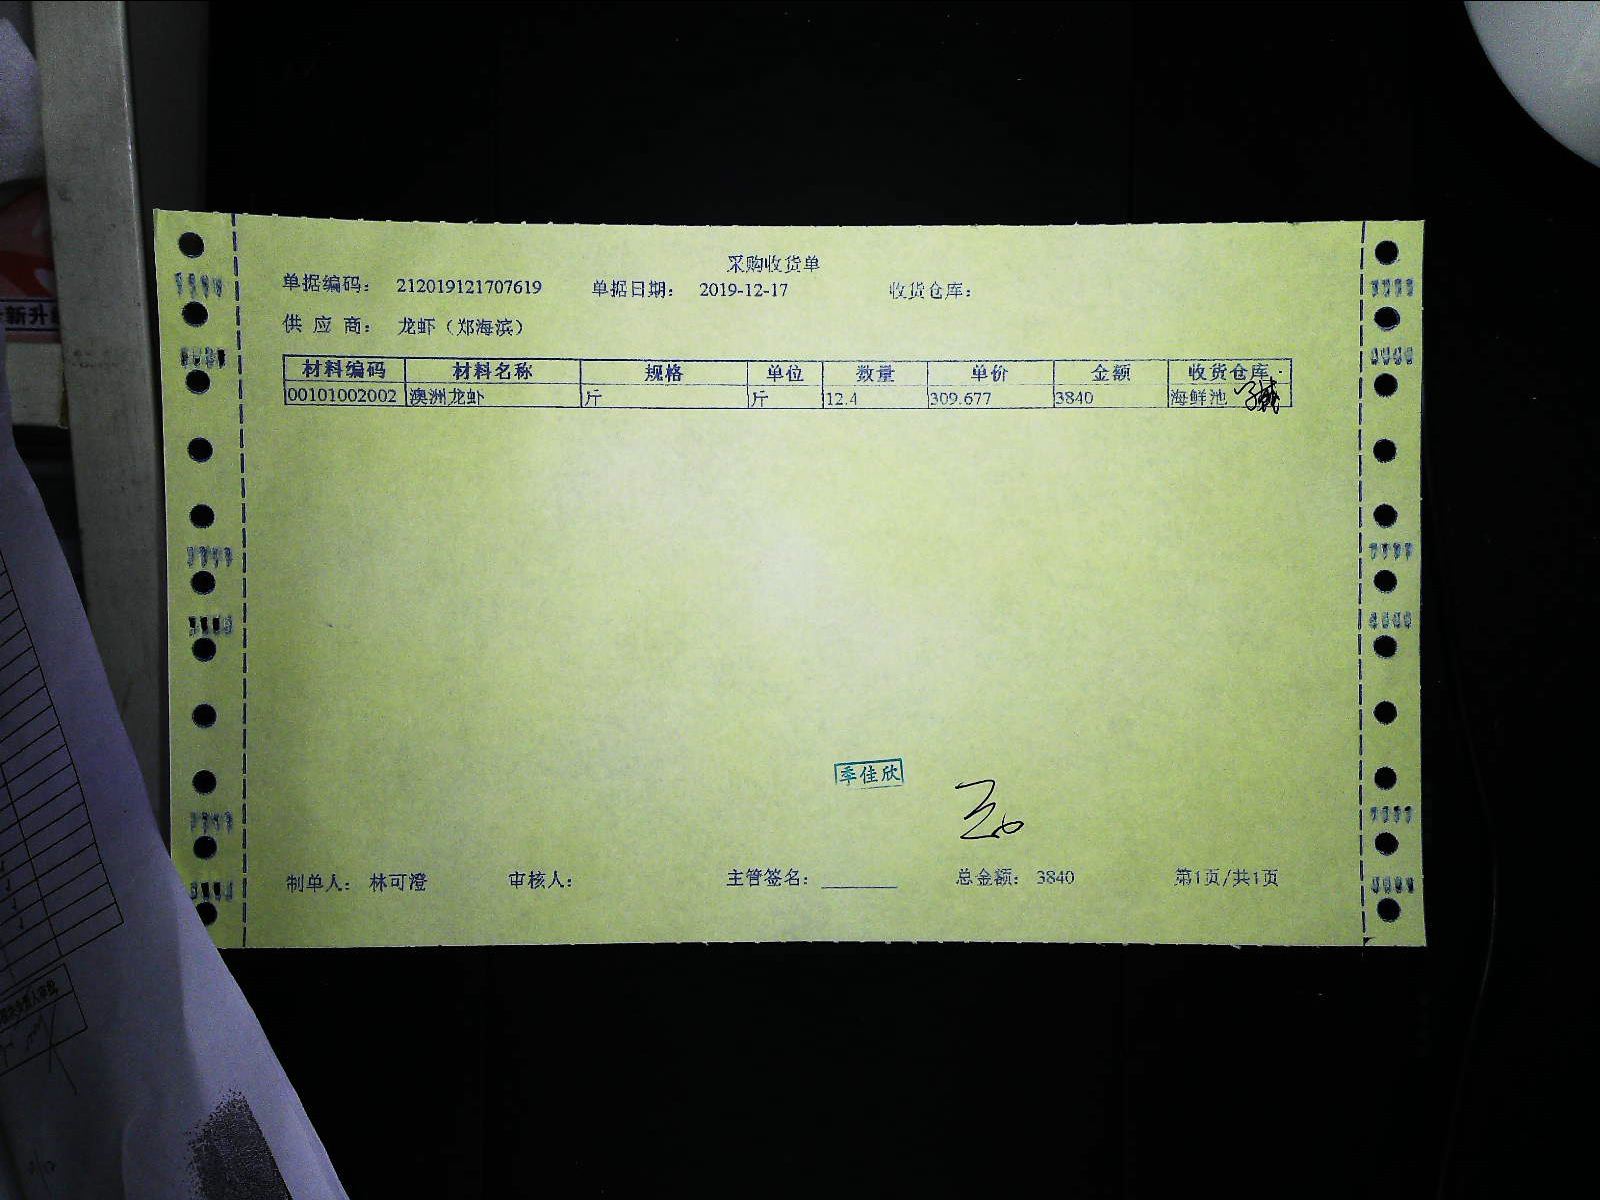 采购收货单
单据编码： 212019121707619 单据日期： 2019-12-17 收货仓库：
供 应 商： 龙虾（郑海滨）
材料编码 材料名称 规格 单位 数量 单价 金额 收货仓库
00101002002 澳洲龙虾 斤 斤 12.4 309.677 3840 海鲜池
季佳欣
制单人： 林可澄 审核人： 主管签名：________ 总金额： 3840 第1页/共1页
新升